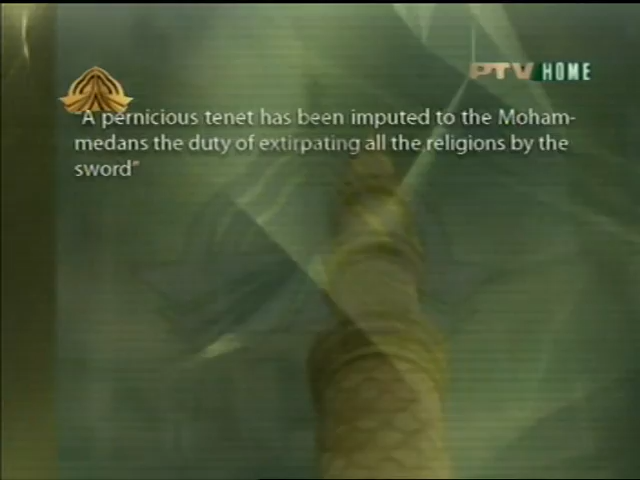 PTV HOME
"A pernicious tenet has been imputed to the Moham-
medans the duty of extirpating all the religions by the
sword"